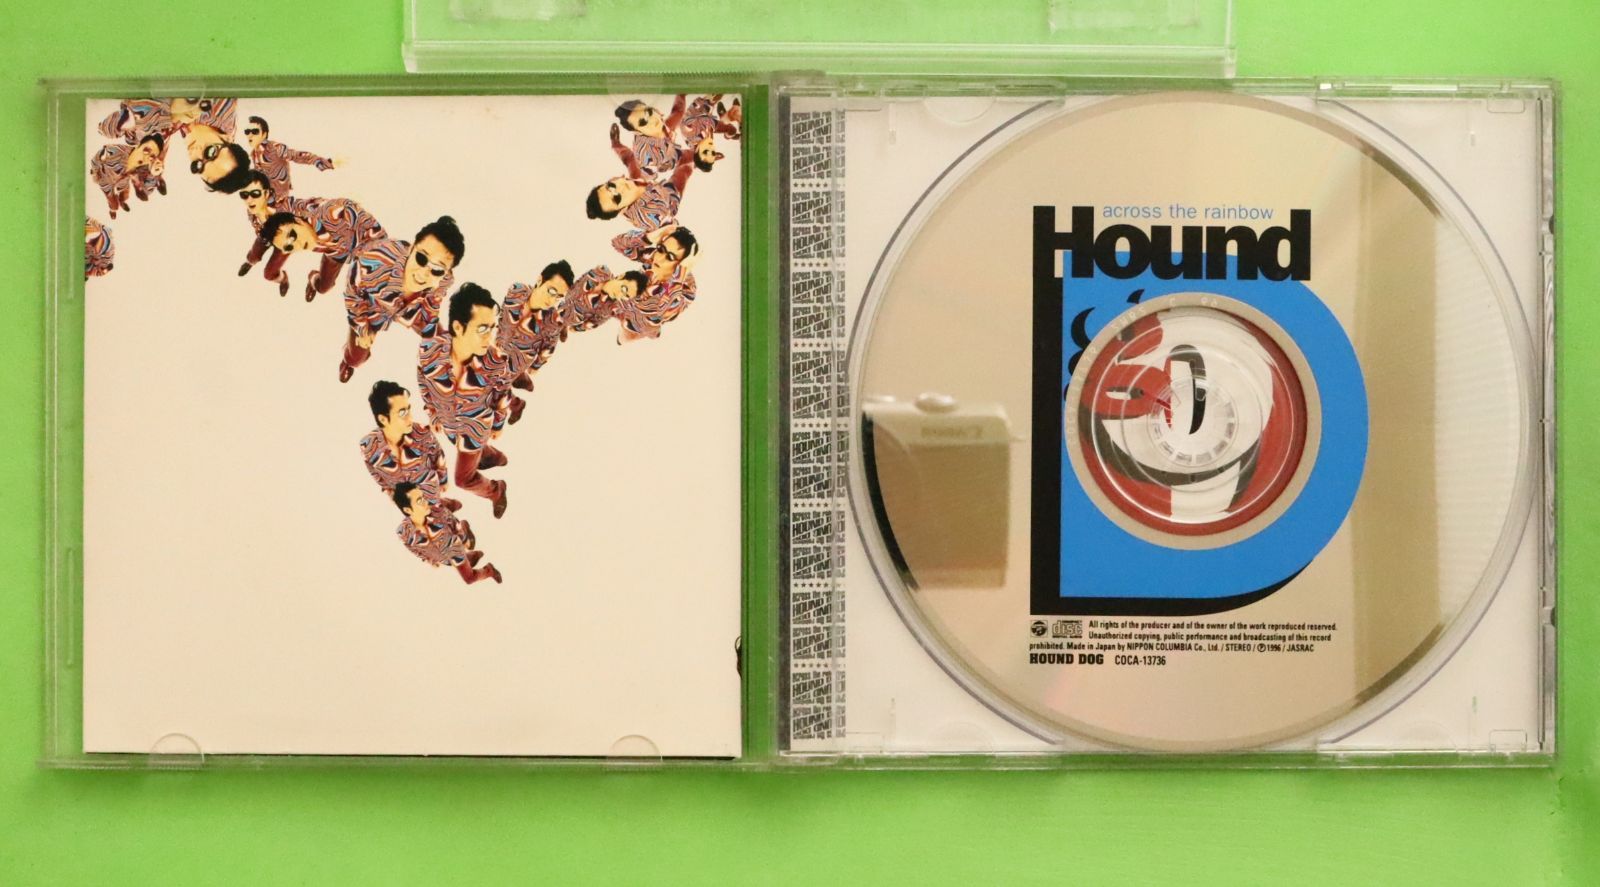 across the rainbow
Hound
All rights of the producer and of the owner of the work reproduced reserved.
Unauthorized copying, public performance and broadcasting of this record
prohibited. Made in Japan by NIPPON COLUMBIA Co., Ltd. / STEREO / Ⓟ1996 / JASRAC
disc
HOUND DOG COCA-13736